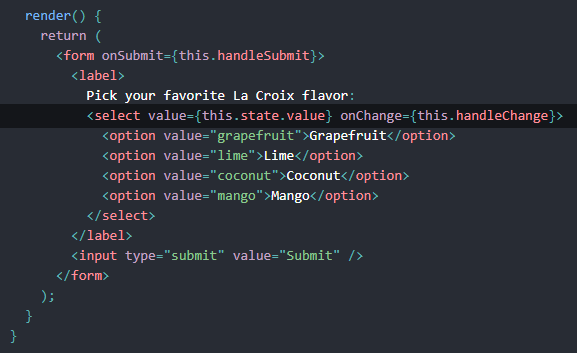 render() {
return (
<form onSubmit={this.handleSubmit}>
<label>
Pick your favorite La Croix flavor:
<select value={this.state.value} onChange={this.handleChange}>
<option value="grapefruit">Grapefruit</option>
<option value="lime">Lime</option>
<option value="coconut">Coconut</option>
<option value="mango">Mango</option>
</select>
</label>
<input type="submit" value="Submit" />
</form>
);
}
}